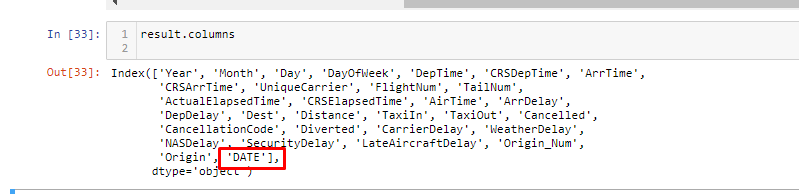 In [33]:
1 result.columns
2
Out[33]: Index(['Year', 'Month', 'Day', 'DayOfWeek', 'DepTime', 'CRSDepTime', 'ArrTime',
'CRSArrTime', 'UniqueCarrier', 'FlightNum', 'TailNum',
'ActualElapsedTime', 'CRSElapsedTime', 'AirTime', 'ArrDelay',
'DepDelay', 'Dest', 'Distance', 'TaxiIn', 'TaxiOut', 'Cancelled',
'CancellationCode', 'Diverted', 'CarrierDelay', 'WeatherDelay',
'NASDelay', 'SecurityDelay', 'LateAircraftDelay', 'Origin_Num',
'Origin', 'DATE'],
dtype='object')